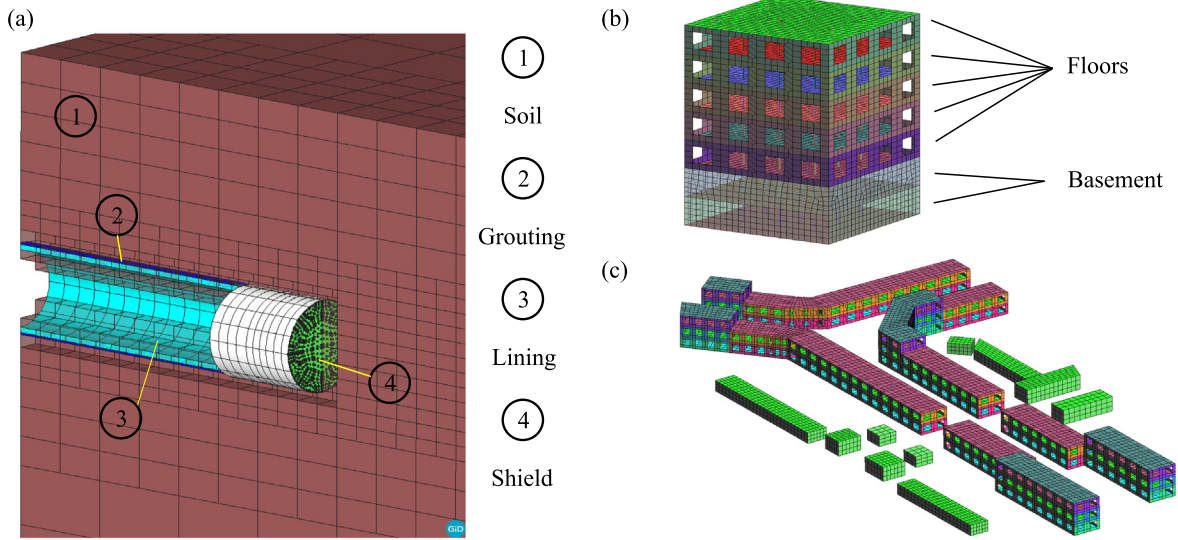 (a)
1
2
3
4
GiD
1
Soil
2
Grouting
3
Lining
4
Shield
(b)
Floors
Basement
(c)